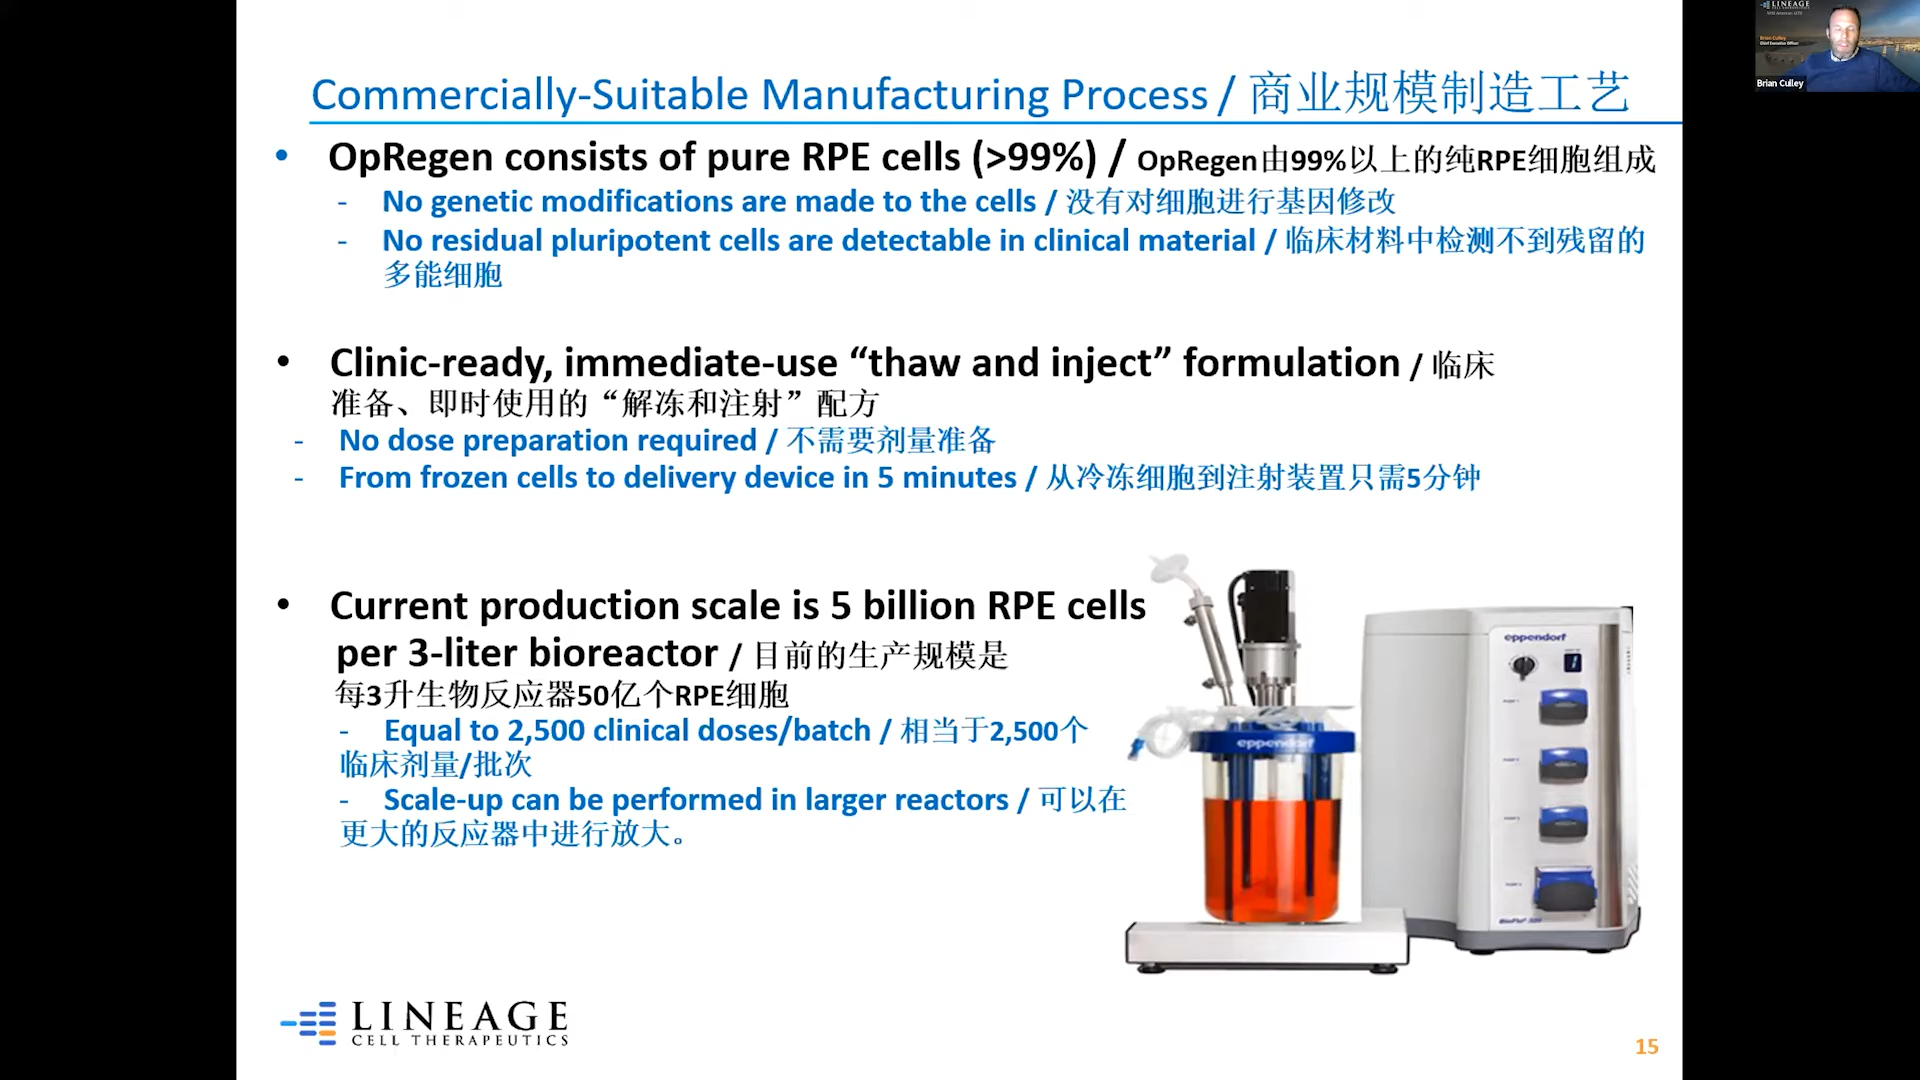 LINEAGE
Brian Culley
Chief Executive Officer
Brian Culley
Commercially-Suitable Manufacturing Process / 商业规模制造工艺
• OpRegen consists of pure RPE cells (>99%) / OpRegen由99%以上的纯RPE细胞组成
- No genetic modifications are made to the cells / 没有对细胞进行基因修改
- No residual pluripotent cells are detectable in clinical material / 临床材料中检测不到残留的
多能细胞
• Clinic-ready, immediate-use “thaw and inject” formulation / 临床
准备、即时使用的“解冻和注射”配方
- No dose preparation required / 不需要剂量准备
- From frozen cells to delivery device in 5 minutes / 从冷冻细胞到注射装置只需5分钟
• Current production scale is 5 billion RPE cells
per 3-liter bioreactor / 目前的生产规模是
每3升生物反应器50亿个RPE细胞
- Equal to 2,500 clinical doses/batch / 相当于2,500个
临床剂量/批次
- Scale-up can be performed in larger reactors / 可以在
更大的反应器中进行放大。
eppendorf
eppendorf
LINEAGE
CELL THERAPEUTICS
15